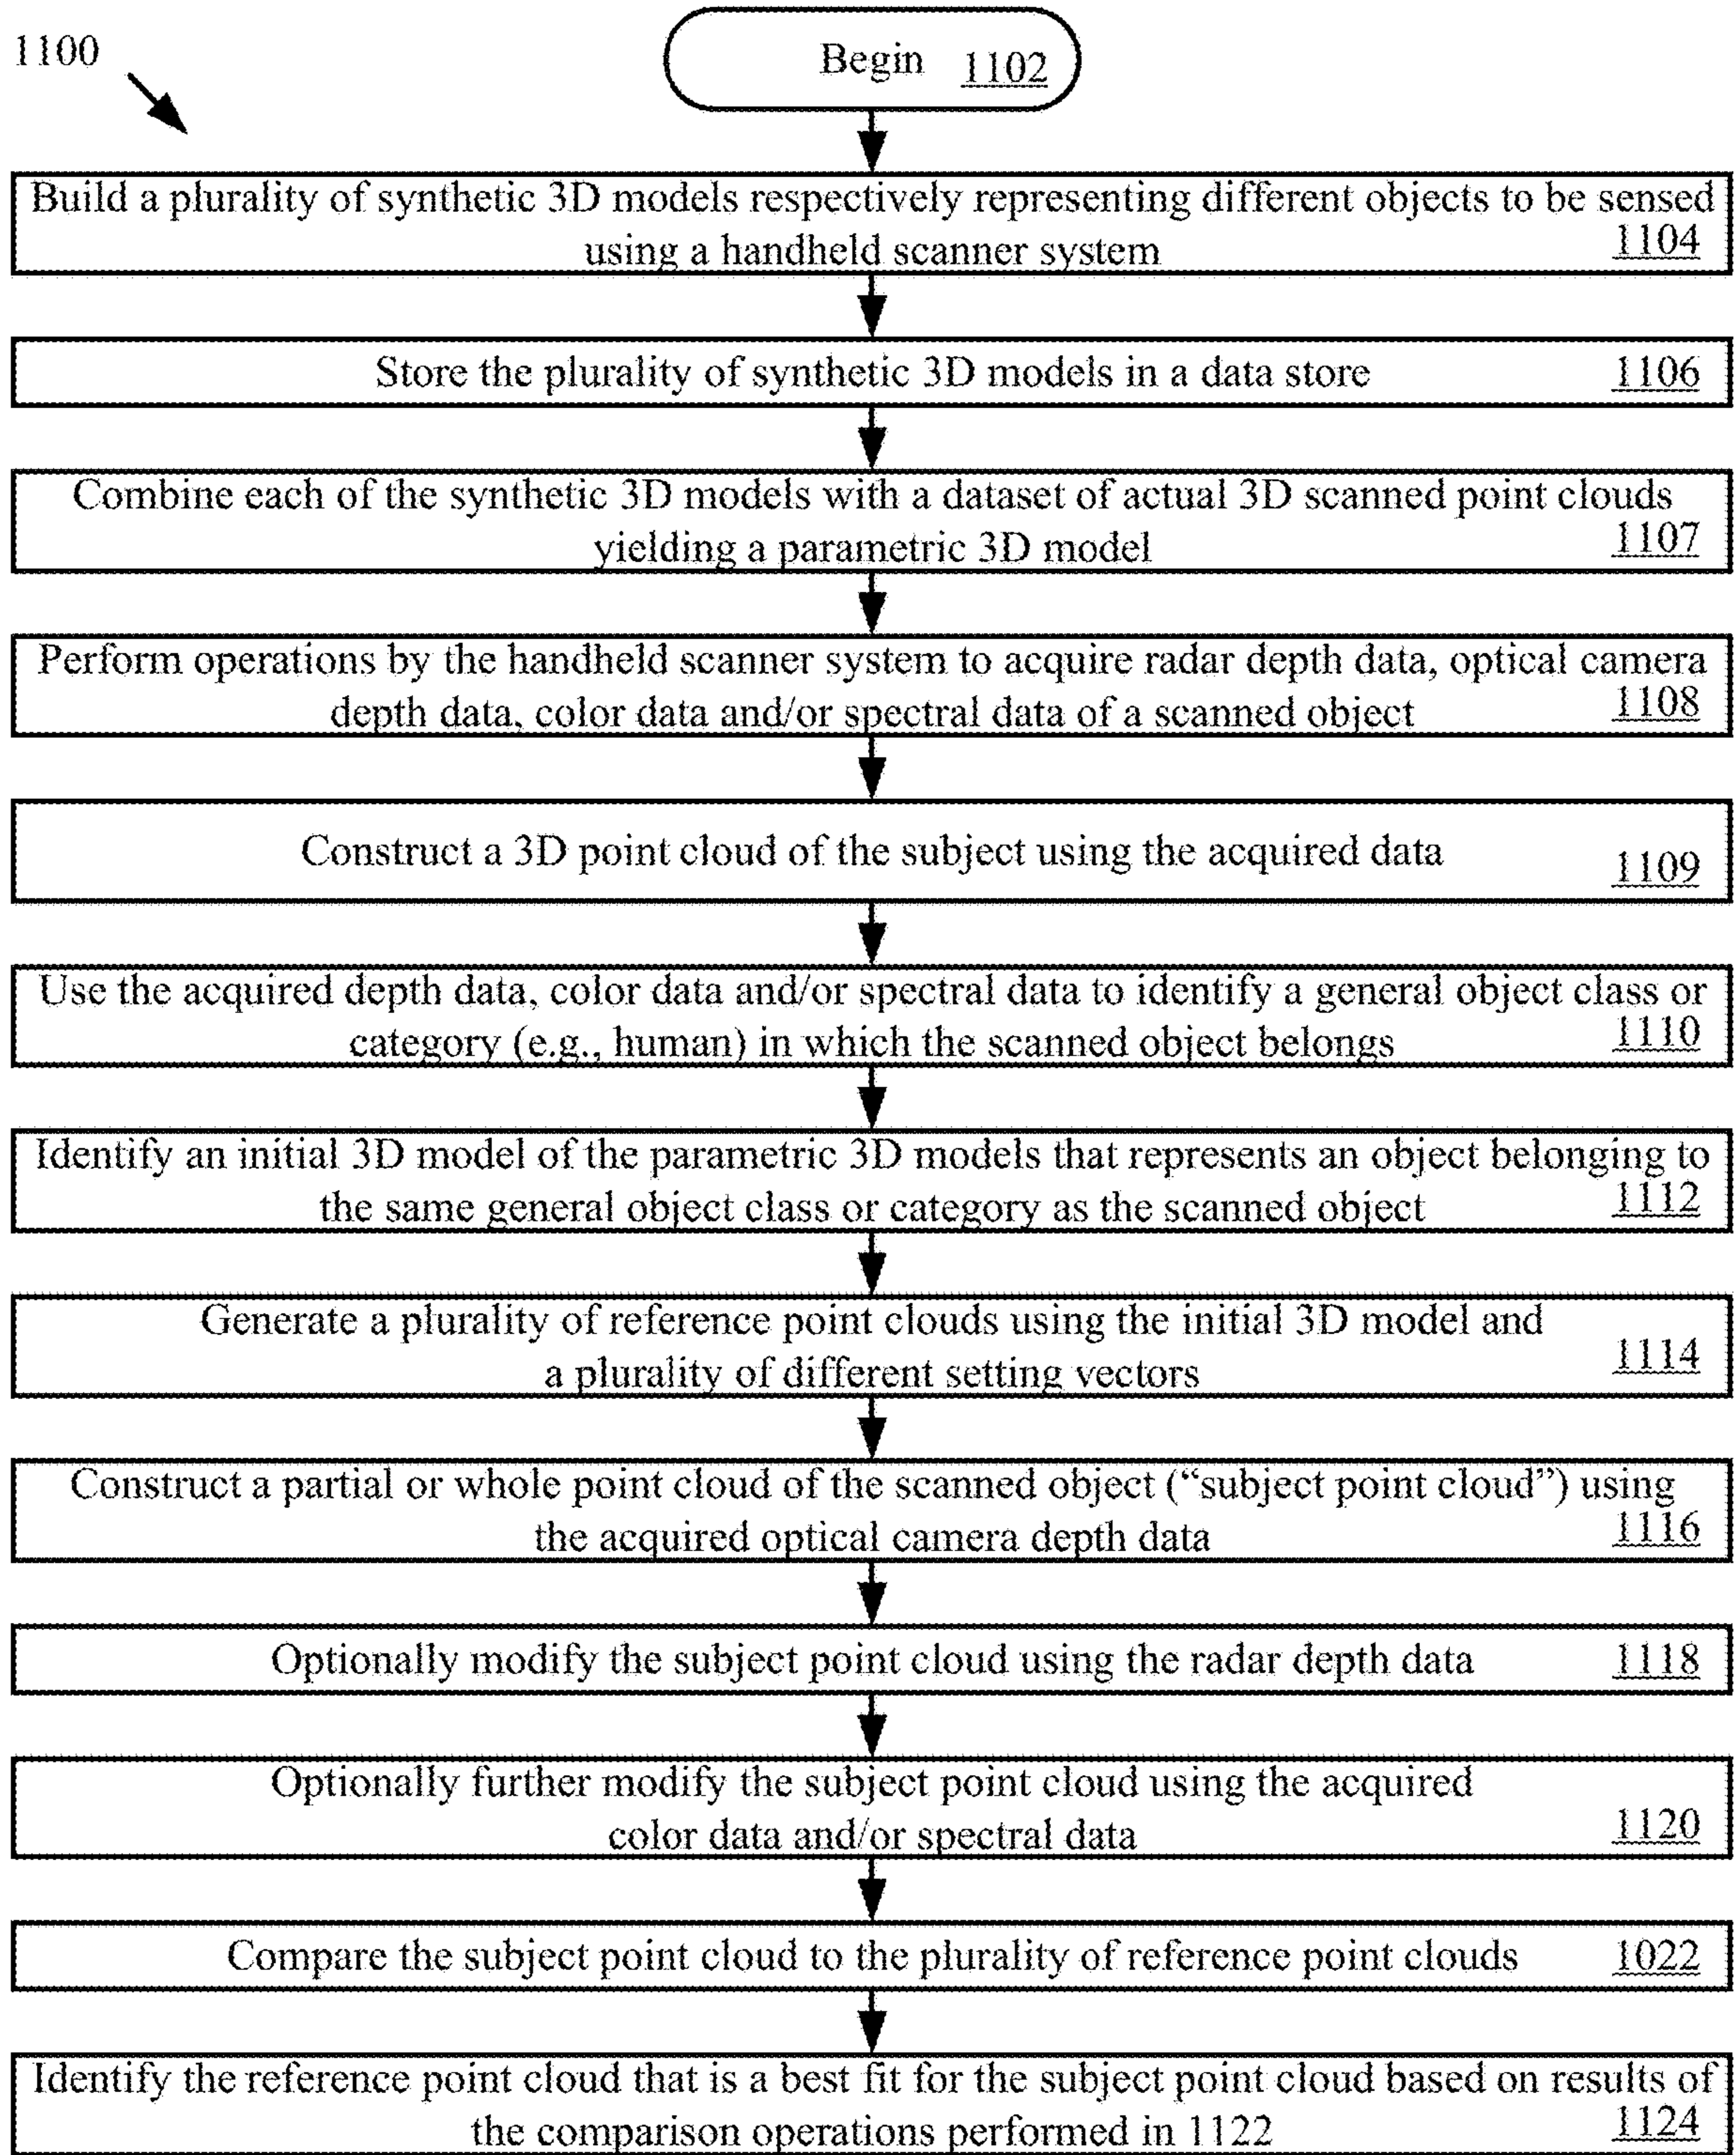 1100
Begin 1102
Build a plurality of synthetic 3D models respectively representing different objects to be sensed
using a handheld scanner system 1104
Store the plurality of synthetic 3D models in a data store 1106
Combine each of the synthetic 3D models with a dataset of actual 3D scanned point clouds
yielding a parametric 3D model 1107
Perform operations by the handheld scanner system to acquire radar depth data, optical camera
depth data, color data and/or spectral data of a scanned object 1108
Construct a 3D point cloud of the subject using the acquired data 1109
Use the acquired depth data, color data and/or spectral data to identify a general object class or
category (e.g., human) in which the scanned object belongs 1110
Identify an initial 3D model of the parametric 3D models that represents an object belonging to
the same general object class or category as the scanned object 1112
Generate a plurality of reference point clouds using the initial 3D model and
a plurality of different setting vectors 1114
Construct a partial or whole point cloud of the scanned object (“subject point cloud”) using
the acquired optical camera depth data 1116
Optionally modify the subject point cloud using the radar depth data 1118
Optionally further modify the subject point cloud using the acquired
color data and/or spectral data 1120
Compare the subject point cloud to the plurality of reference point clouds 1022
Identify the reference point cloud that is a best fit for the subject point cloud based on results of
the comparison operations performed in 1122 1124